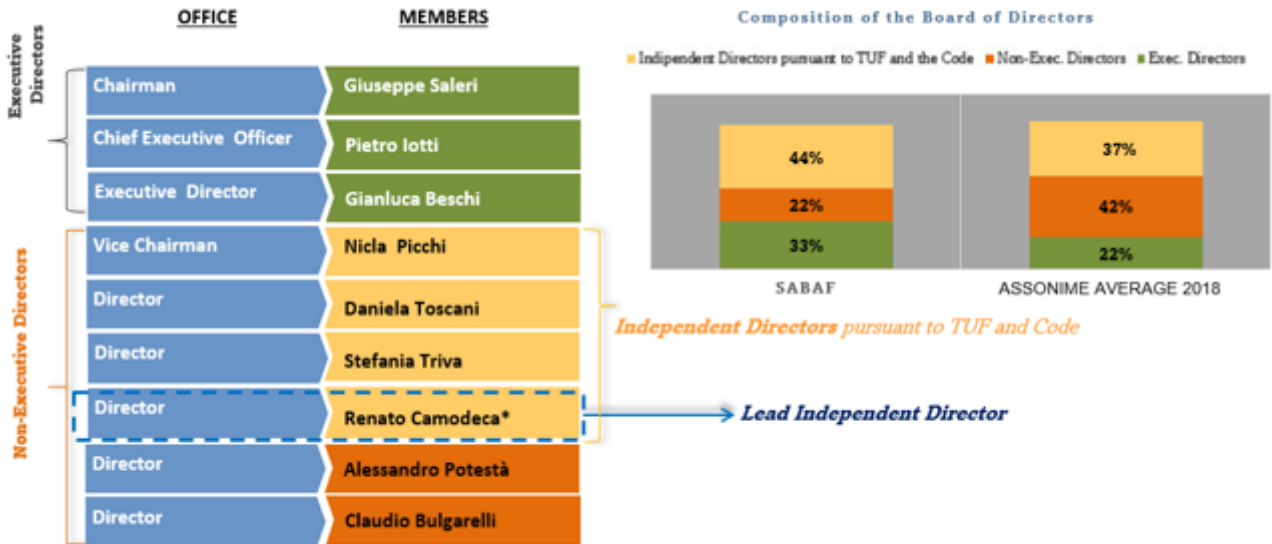 OFFICE MEMBERS
Executive
Directors
Chairman Giuseppe Saleri
Chief Executive Officer Pietro Iotti
Executive Director Gianluca Beschi
Non-Executive Directors
Vice Chairman Nicla Picchi
Director Daniela Toscani
Director Stefania Triva
Director Renato Camodeca*
Director Alessandro Potestà
Director Claudio Bulgarelli
Independent Directors pursuant to TUF and Code
Lead Independent Director
Composition of the Board of Directors
Indipendent Directors pursuant to TUF and the Code Non-Exec. Directors Exec. Directors
44% 37%
22% 42%
33% 22%
SABAF ASSONIME AVERAGE 2018